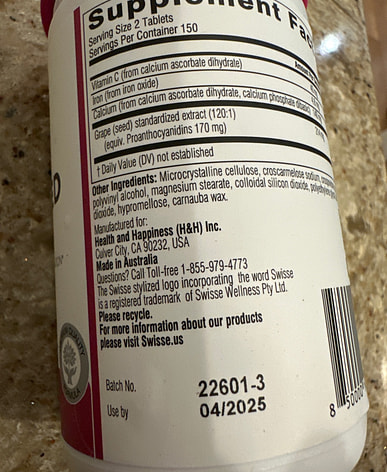 Supplement Fac
Serving Size 2 Tablets
Servings Per Container 150
Vitamin C (from calcium ascorbate dihydrate)
Iron (from iron oxide)
Calcium (from calcium ascorbate dihydrate, calcium phosphate
Grape (seed) standardized extract (120:1)
(equiv. Proanthocyanidins 170 mg)
† Daily Value (DV) not established
Other Ingredients: Microcrystalline cellulose, croscarmellose sodium,
polyvinyl alcohol, magnesium stearate, colloidal silicon dioxide,
dioxide, hypromellose, carnauba wax.
Manufactured for:
Health and Happiness (H&H) Inc.
Culver City, CA 90232, USA
Made in Australia
Questions? Call Toll-free 1-855-979-4773
The Swisse stylized logo incorporating the word Swisse
is a registered trademark of Swisse Wellness Pty Ltd.
Please recycle.
For more information about our products
please visit Swisse.us
Batch No. 22601-3
Use by 04/2025